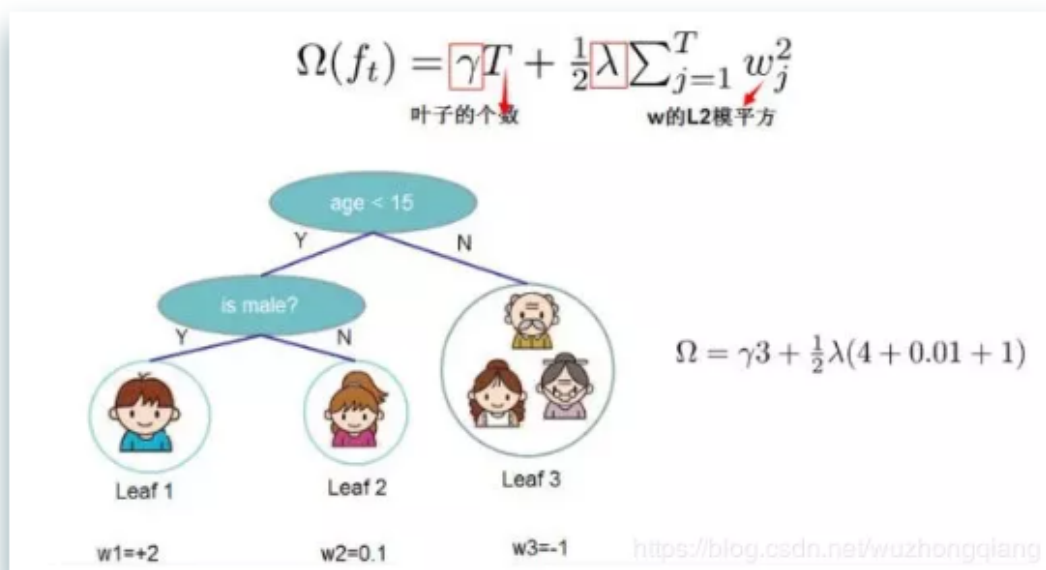 Ω(f_t) = γT + ½λ∑_{j=1}^{T} w_j^2
叶子的个数 w的L2模平方
age < 15
Y N
is male?
Y N
Ω = γ3 + ½λ(4 + 0.01 + 1)
Leaf 1 Leaf 2 Leaf 3
w1=+2 w2=0.1 w3=-1
https://blog.csdn.net/wuzhongqiang